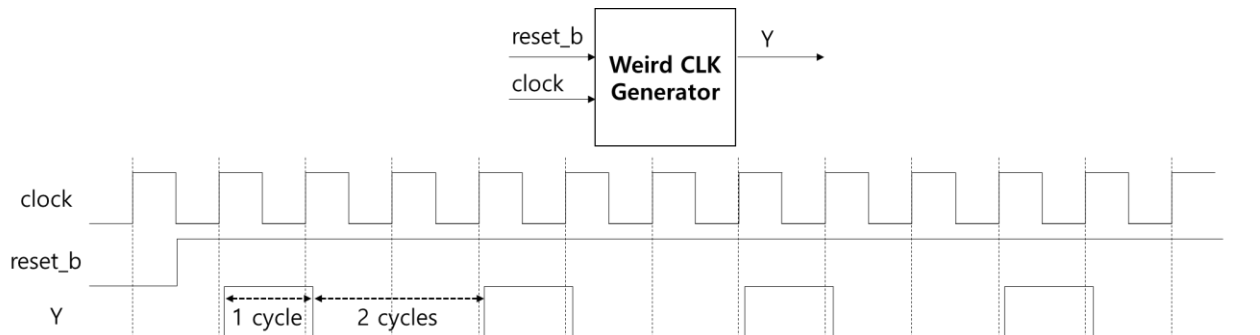 reset_b
Y
Weird CLK
Generator
clock
clock
reset_b
Y
1 cycle
2 cycles